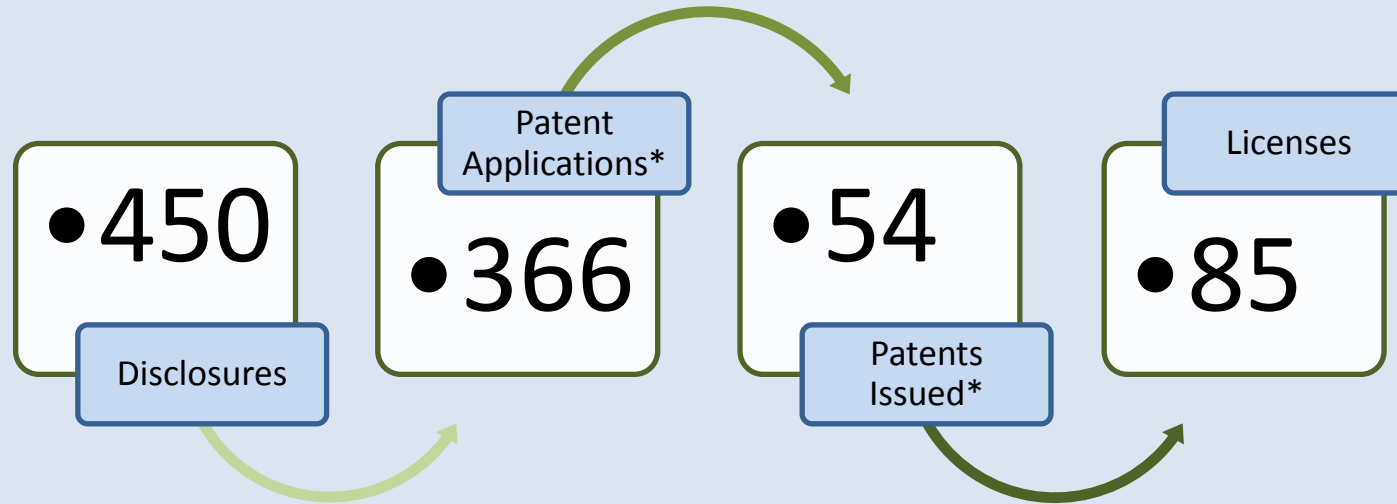 •450
Disclosures
Patent
Applications*
•366
•54
Patents
Issued*
Licenses
•85